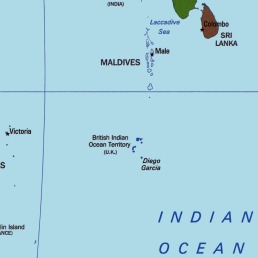 (INDIA)
Laccadive
Sea
Colombo
SRI
LANKA
Male
MALDIVES
Victoria
British Indian
Ocean Territory
(U.K.)
Diego
Garcia
S
INDIAN
OCEAN
lin Island
ANCE)